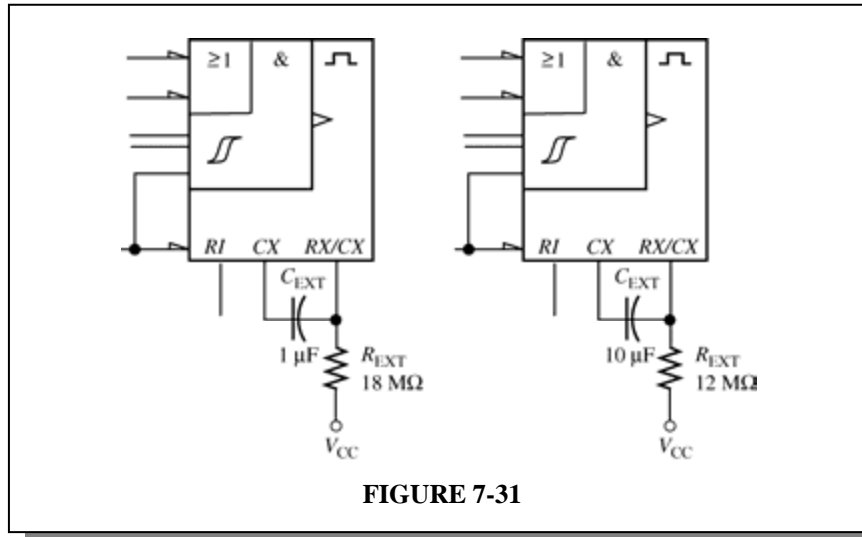 ≥1 & ≥1 &
RI CX RX/CX RI CX RX/CX
C_EXT C_EXT
1 µF R_EXT 10 µF R_EXT
18 MΩ 12 MΩ
V_CC V_CC
FIGURE 7-31